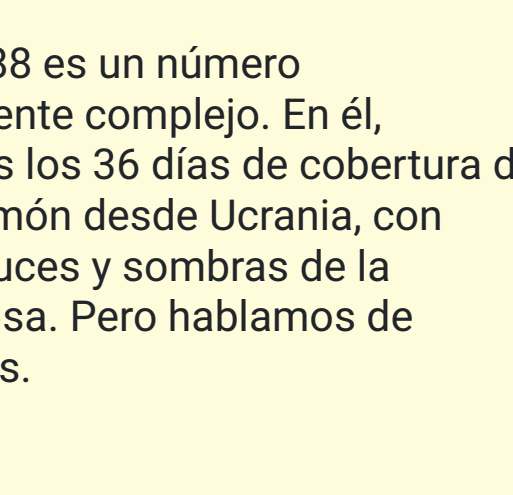 38 es un número
ente complejo. En él,
s los 36 días de cobertura d
món desde Ucrania, con
uces y sombras de la
sa. Pero hablamos de
s.